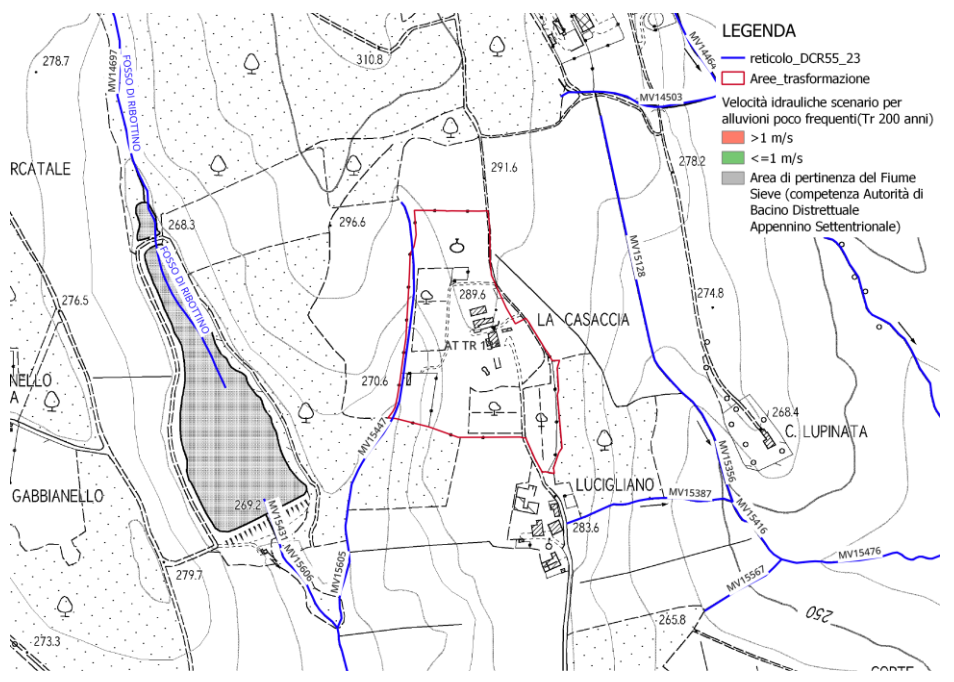 LEGENDA
reticolo_DCR55_23
Aree_trasformazione
Velocità idrauliche scenario per
alluvioni poco frequenti(Tr 200 anni)
>1 m/s
<=1 m/s
Area di pertinenza del Fiume
Sieve (competenza Autorità di
Bacino Distrettuale
Appennino Settentrionale)
278.7
MV14697
FOSSO DI RIBOTTINO
310.8
MV14464
MV14503
RCATALE
291.6
278.2
296.6
268.3
FOSSO DI RIBOTTINO
MV15128
276.5
289.6
274.8
LA CASACCIA
AT TR 1
NELLO
A
270.6
268.4
C. LUPINATA
MV15447
GABBIANELLO
269.2
LUCIGLIANO
MV15387
MV15356
MV15431
MV15416
283.6
MV15606
MV15605
MV15476
279.7
MV15567
265.8
250
273.3
CORTE